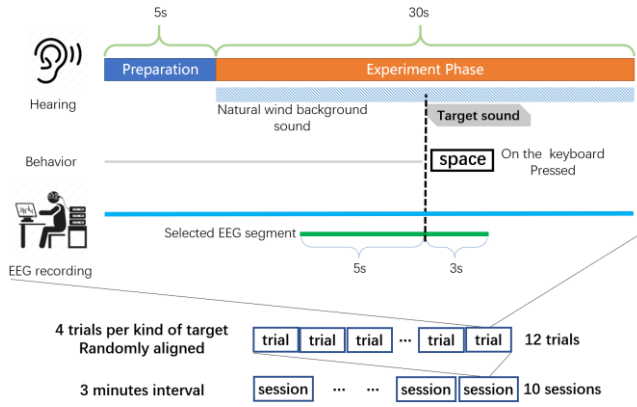 5s
30s
Preparation
Experiment Phase
Hearing
Natural wind background
sound
Target sound
Behavior
space
On the keyboard
Pressed
Selected EEG segment
EEG recording
5s
3s
4 trials per kind of target
Randomly aligned
trial trial trial ··· trial trial
12 trials
3 minutes interval
session ··· ··· session session
10 sessions